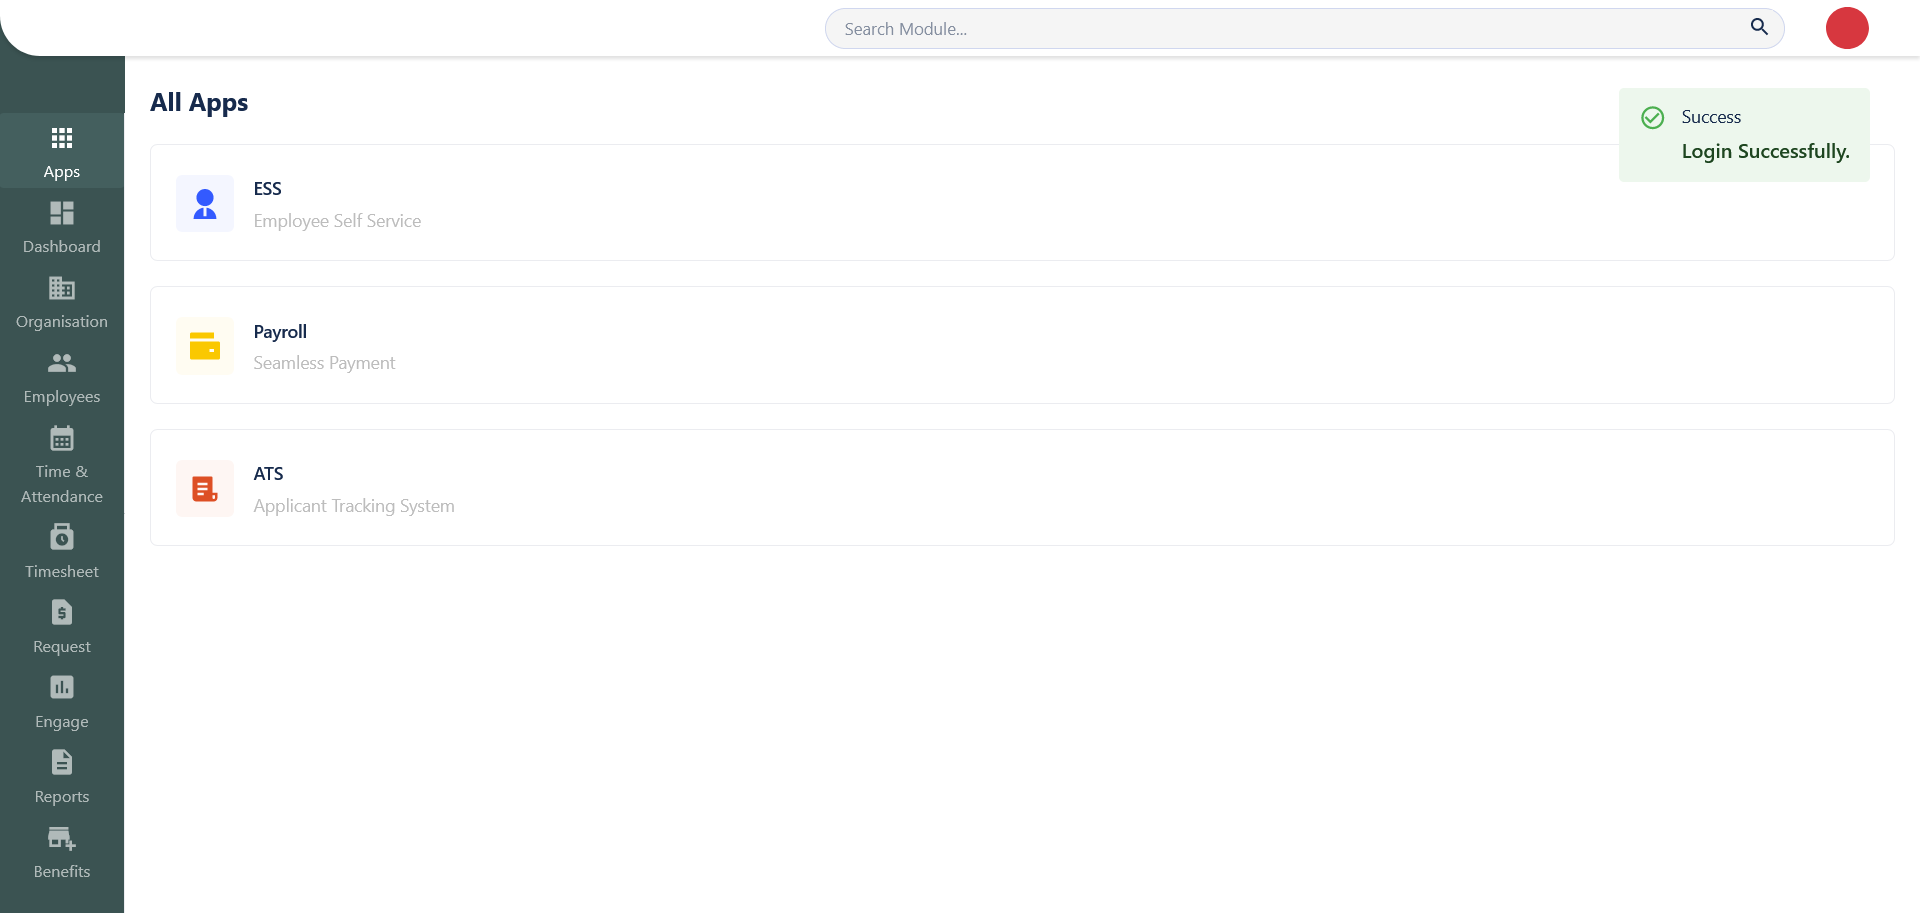 Search Module...
All Apps
Success
Login Successfully.
Apps
Dashboard
Organisation
Employees
Time &
Attendance
Timesheet
Request
Engage
Reports
Benefits
ESS
Employee Self Service
Payroll
Seamless Payment
ATS
Applicant Tracking System